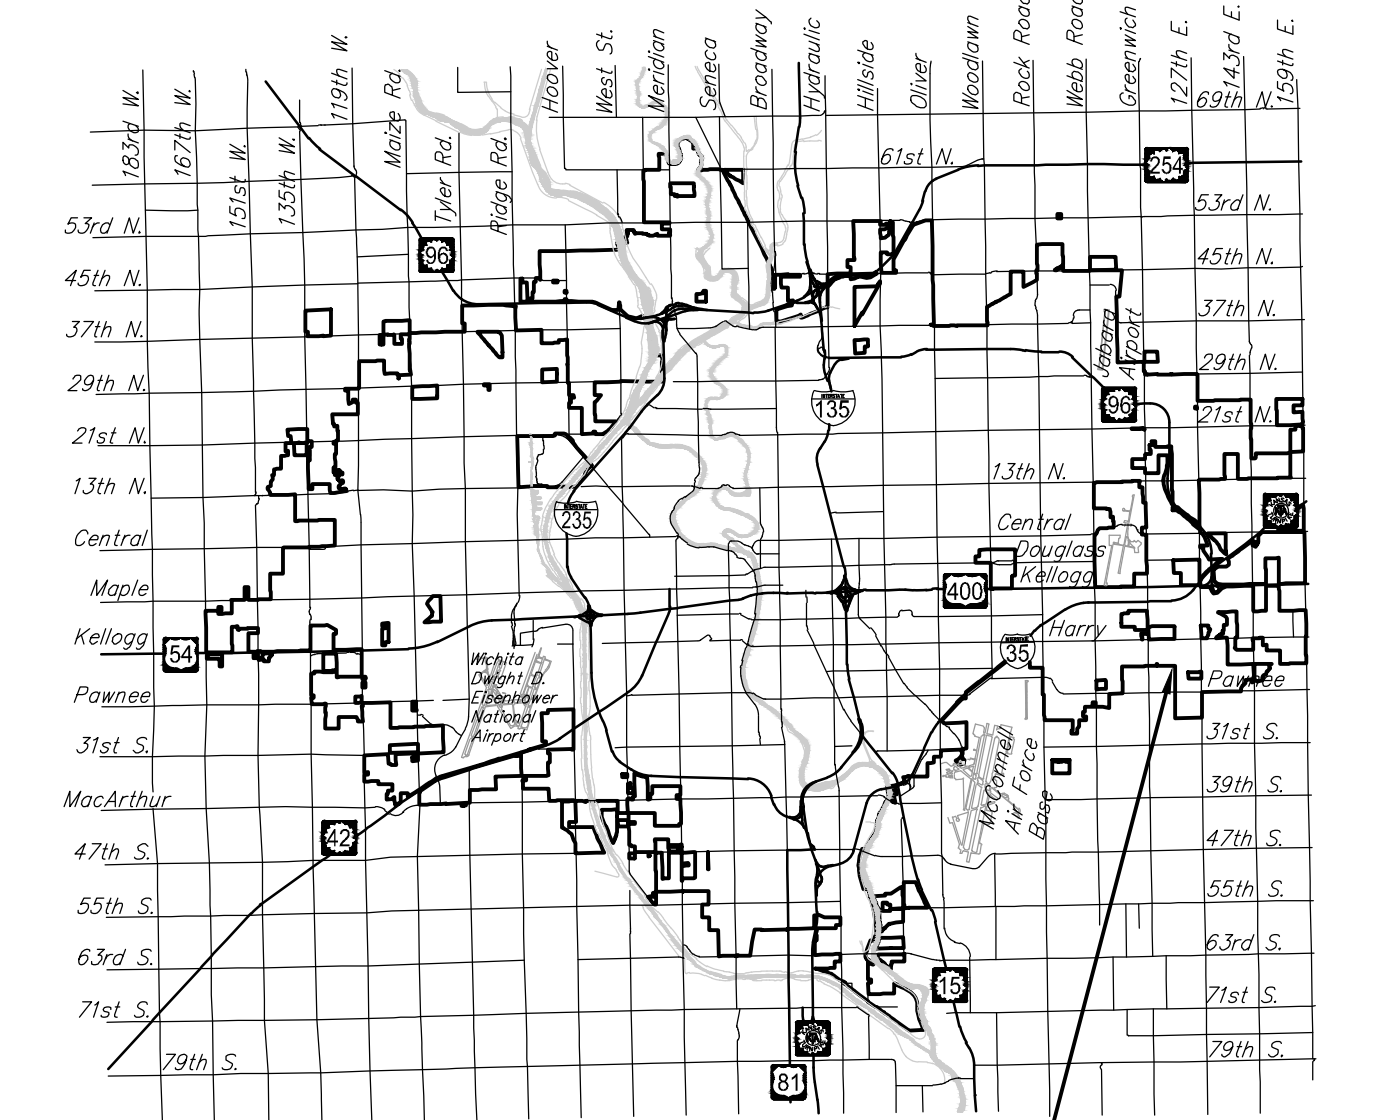 183rd W.
167th W.
151st W.
135th W.
119th W.
Maize Rd.
Tyler Rd.
Ridge Rd.
Hoover
West St.
Meridian
Seneca
Broadway
Hydraulic
Hillside
Oliver
Woodlawn
Rock Road
Webb Road
Greenwich
127th E.
143rd E.
159th E.
69th N.
61st N.
254
53rd N.
53rd N.
96
45th N.
45th N.
37th N.
37th N.
Jabara
Airport
29th N.
29th N.
INTERSTATE
135
96
21st N.
21st N.
13th N.
13th N.
INTERSTATE
235
Central
Central
Douglass
Maple
Kellogg
400
Kellogg
54
Harry
INTERSTATE
35
Wichita
Dwight D.
Eisenhower
National
Airport
Pawnee
Pawnee
31st S.
31st S.
McConnell
Air Force
Base
MacArthur
39th S.
42
47th S.
47th S.
55th S.
55th S.
63rd S.
63rd S.
15
71st S.
71st S.
79th S.
79th S.
81